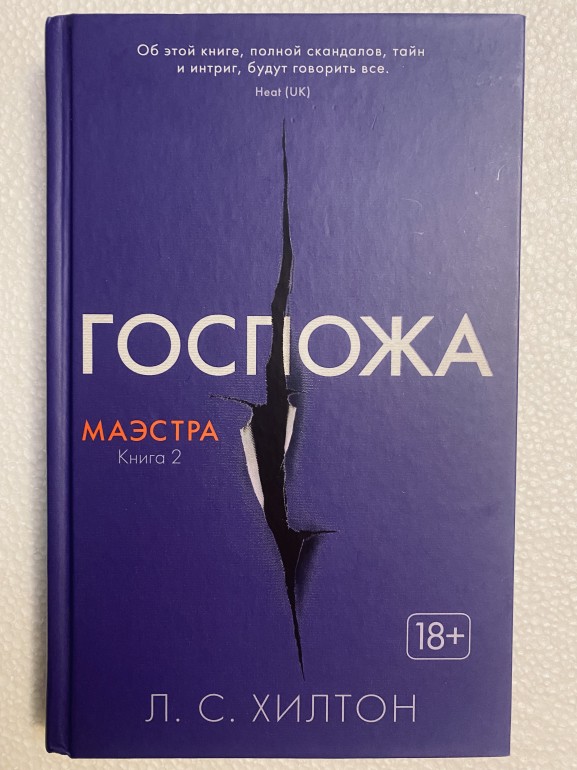 Об этой книге, полной скандалов, тайн
и интриг, будут говорить все.
Heat (UK)
ГОСПОЖА
МАЭСТРА
Книга 2
18+
Л. С. ХИЛТОН